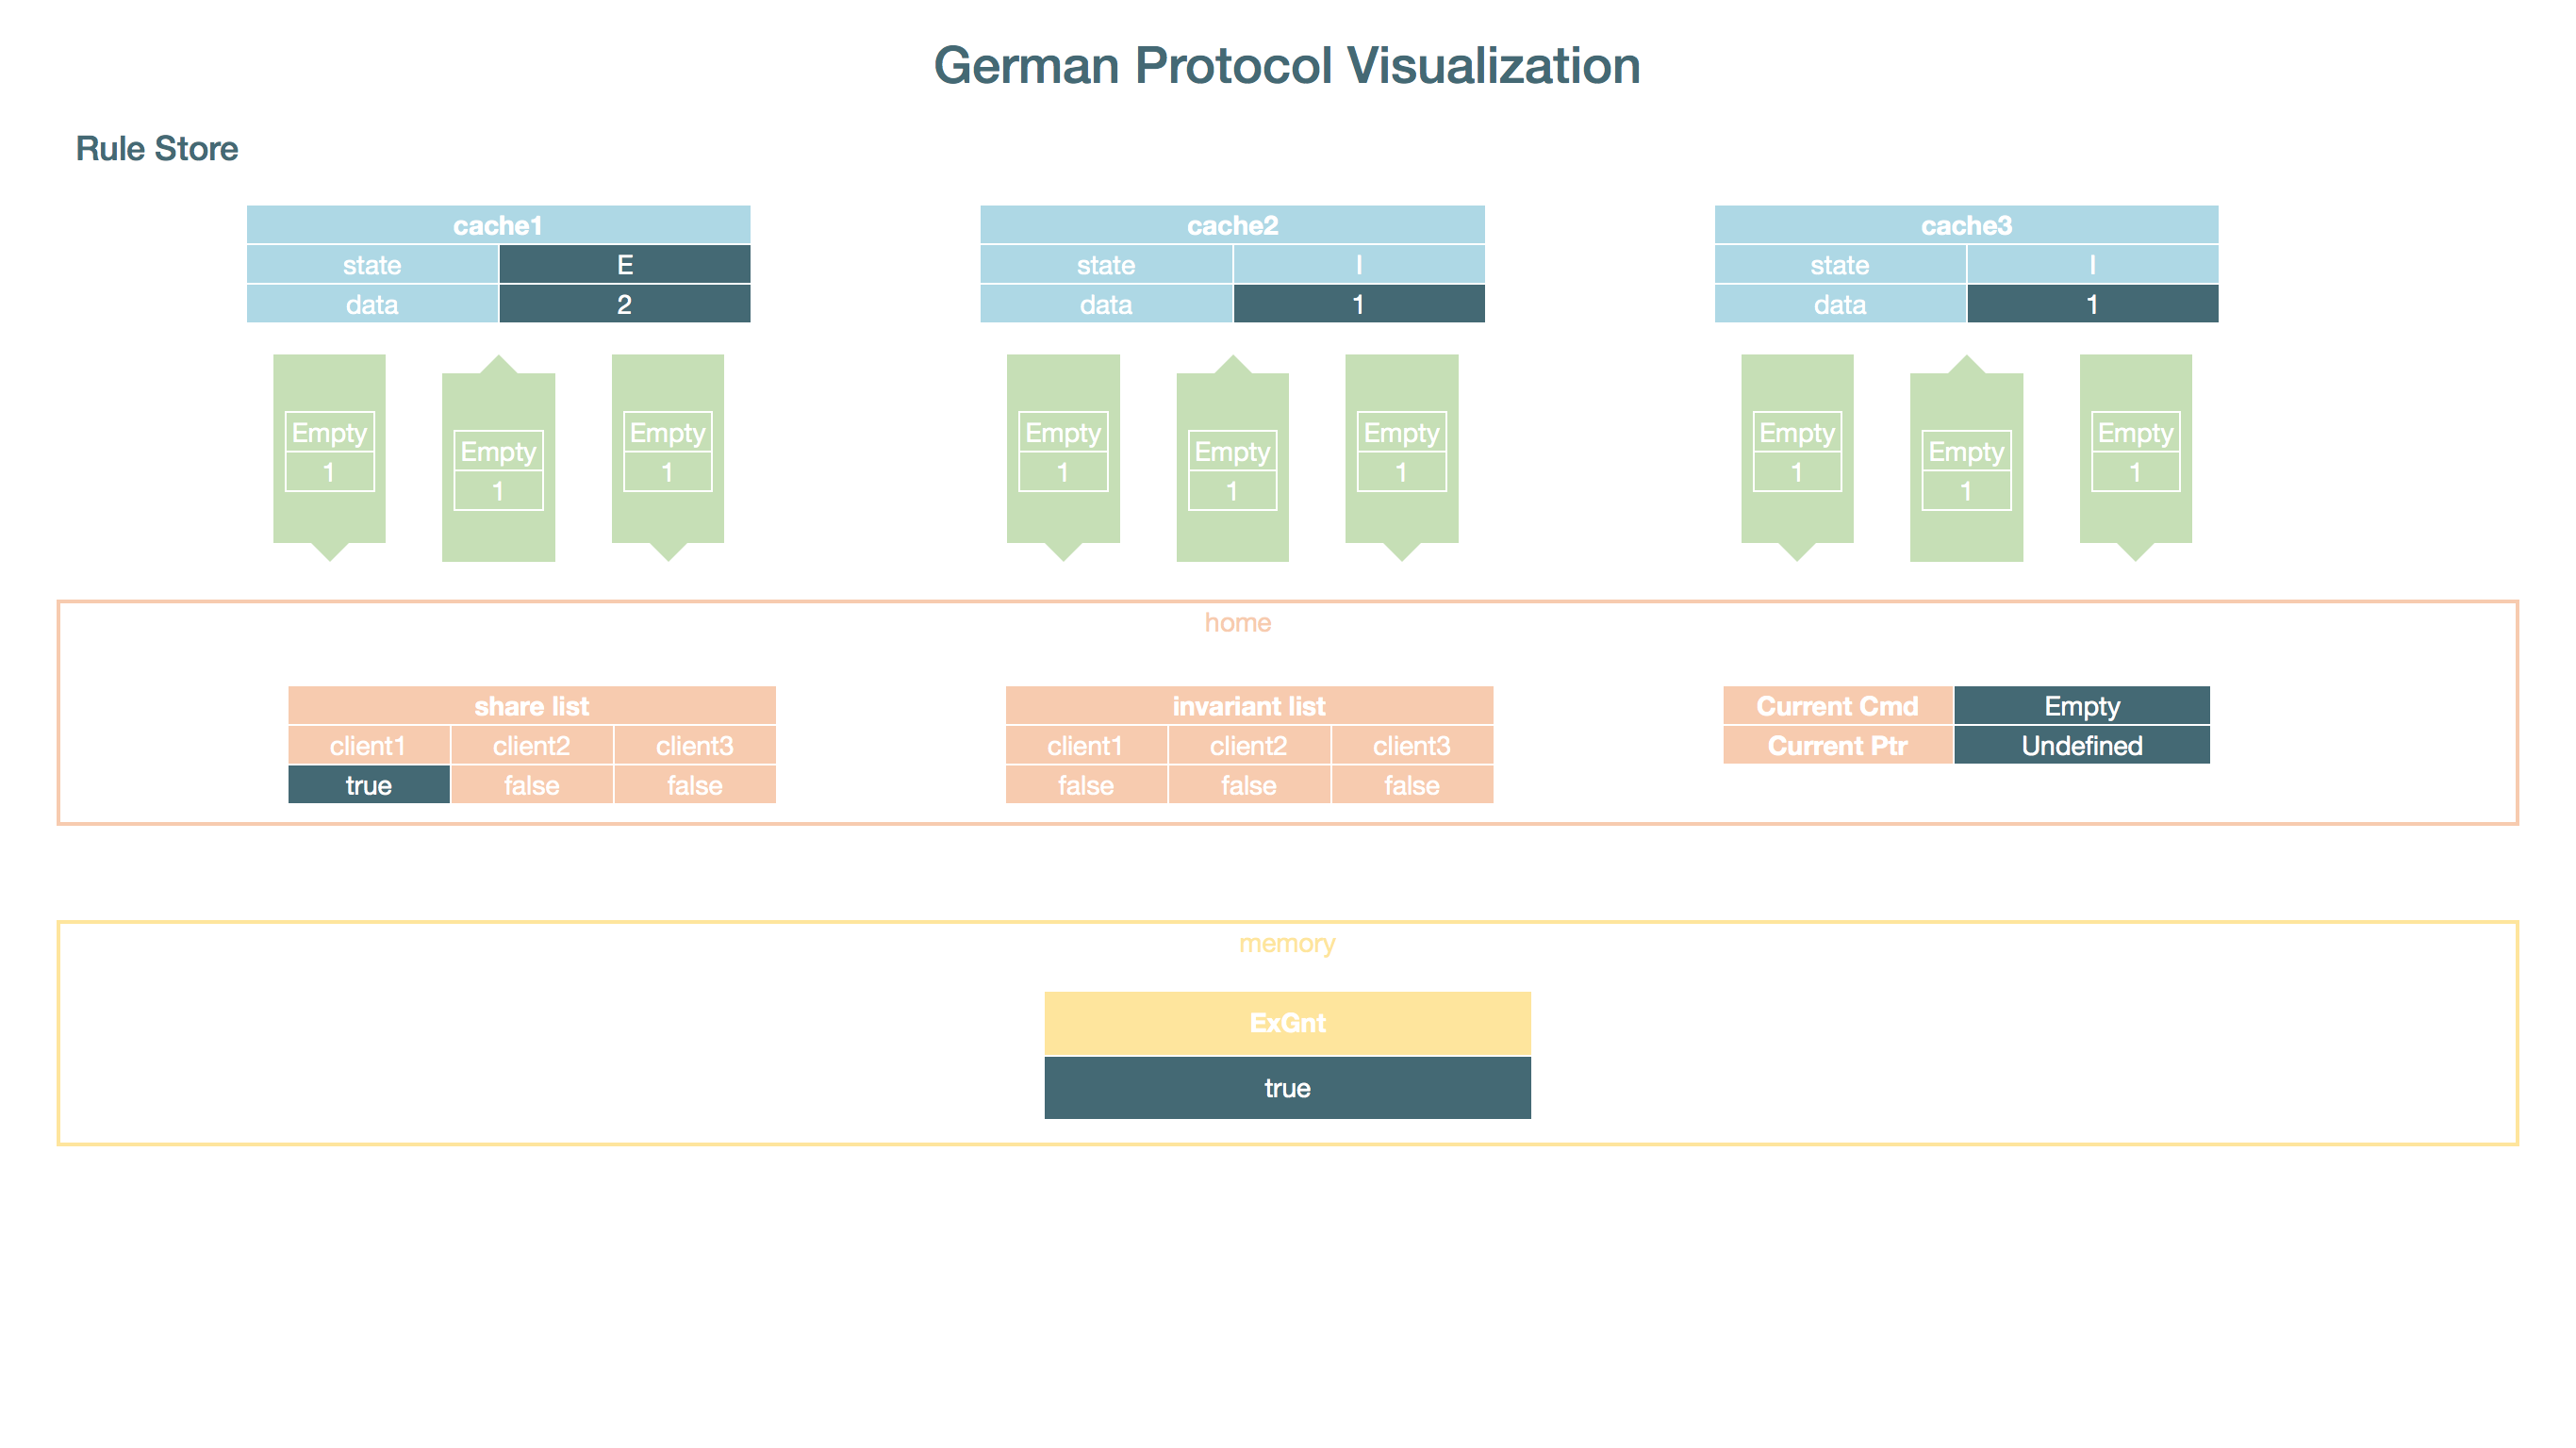 German Protocol Visualization
Rule Store
cache1 cache2 cache3
state E state I state I
data 2 data 1 data 1
Empty Empty Empty Empty Empty Empty
1 1 1 1 1 1
Empty Empty Empty
1 1 1
home
share list invariant list Current Cmd Empty
client1 client2 client3 client1 client2 client3 Current Ptr Undefined
true false false false false false
memory
ExGnt
true